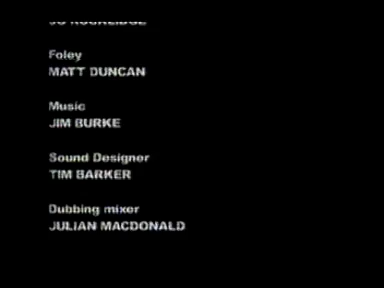 Foley
MATT DUNCAN
Music
JIM BURKE
Sound Designer
TIM BARKER
Dubbing mixer
JULIAN MACDONALD